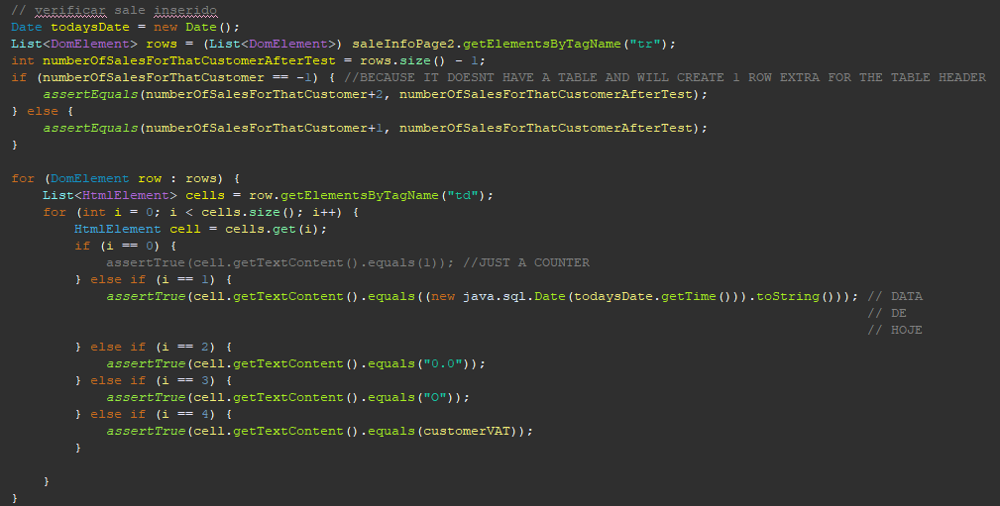 // verificar sale inserido
Date todaysDate = new Date();
List<DomElement> rows = (List<DomElement>) saleInfoPage2.getElementsByTagName("tr");
int numberOfSalesForThatCustomerAfterTest = rows.size() - 1;
if (numberOfSalesForThatCustomer == -1) { //BECAUSE IT DOESNT HAVE A TABLE AND WILL CREATE 1 ROW EXTRA FOR THE TABLE HEADER
    assertEquals(numberOfSalesForThatCustomer+2, numberOfSalesForThatCustomerAfterTest);
} else {
    assertEquals(numberOfSalesForThatCustomer+1, numberOfSalesForThatCustomerAfterTest);
}
for (DomElement row : rows) {
    List<HtmlElement> cells = row.getElementsByTagName("td");
    for (int i = 0; i < cells.size(); i++) {
        HtmlElement cell = cells.get(i);
        if (i == 0) {
            assertTrue(cell.getTextContent().equals(1)); //JUST A COUNTER
        } else if (i == 1) {
            assertTrue(cell.getTextContent().equals((new java.sql.Date(todaysDate.getTime())).toString())); // DATA
                                                                                                            // DE
                                                                                                            // HOJE
        } else if (i == 2) {
            assertTrue(cell.getTextContent().equals("0.0"));
        } else if (i == 3) {
            assertTrue(cell.getTextContent().equals("O"));
        } else if (i == 4) {
            assertTrue(cell.getTextContent().equals(customerVAT));
        }
    }
}